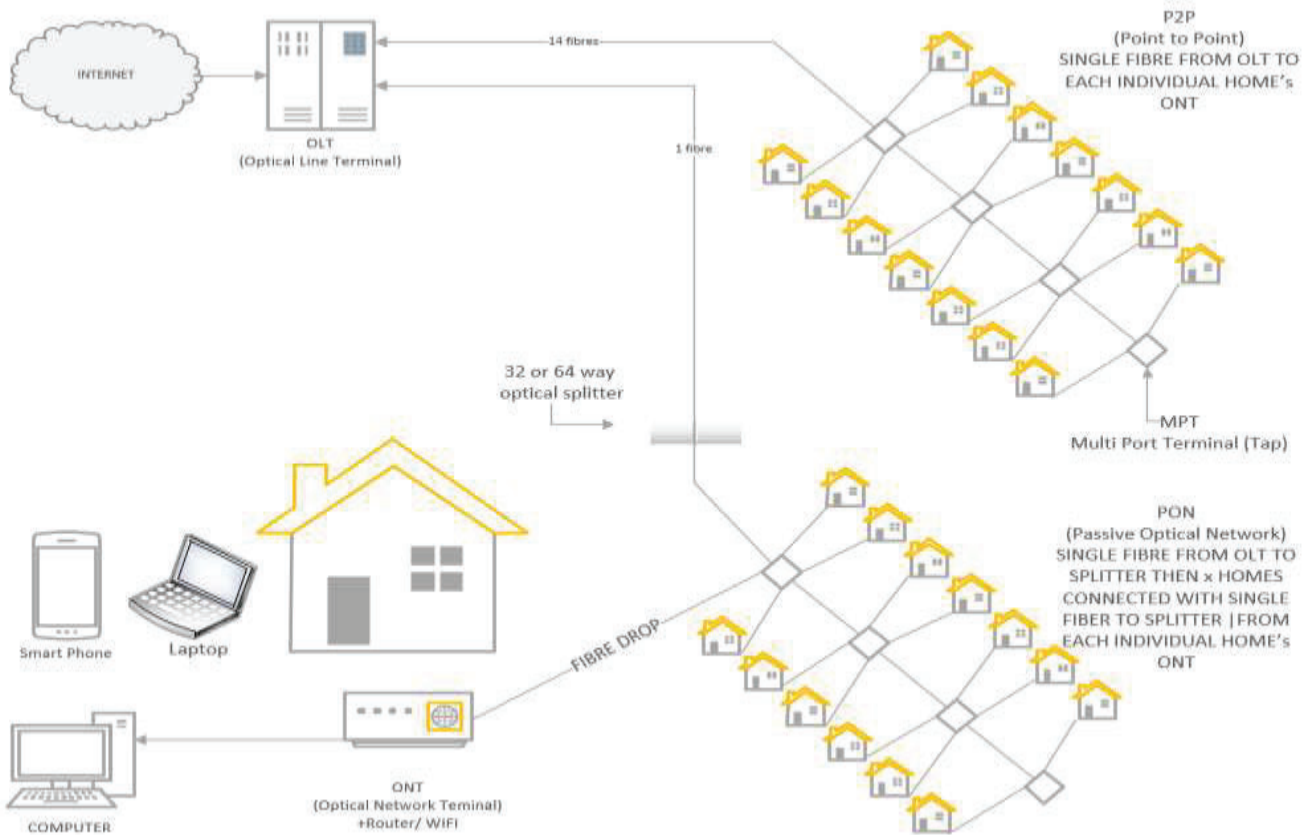 INTERNET
OLT
(Optical Line Terminal)
14 fibres
1 fibre
P2P
(Point to Point)
SINGLE FIBRE FROM OLT TO
EACH INDIVIDUAL HOME's
ONT
MPT
Multi Port Terminal (Tap)
32 or 64 way
optical splitter
PON
(Passive Optical Network)
SINGLE FIBRE FROM OLT TO
SPLITTER THEN x HOMES
CONNECTED WITH SINGLE
FIBER TO SPLITTER |FROM
EACH INDIVIDUAL HOME's
ONT
Smart Phone
Laptop
FIBRE DROP
COMPUTER
ONT
(Optical Network Teminal)
+Router/ WIFI